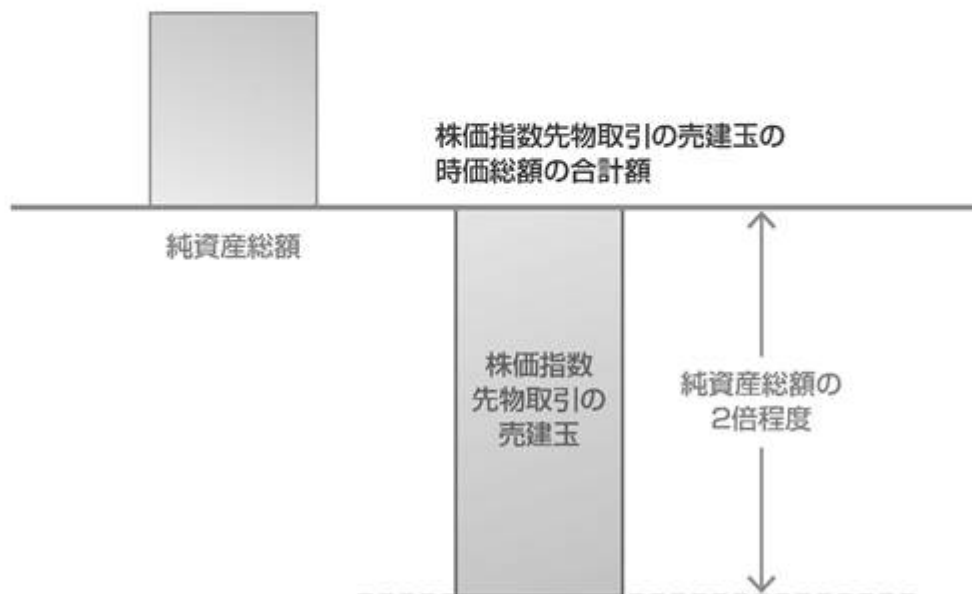 株価指数先物取引の売建玉の
時価総額の合計額
純資産総額
株価指数
先物取引の
売建玉
純資産総額の
2倍程度